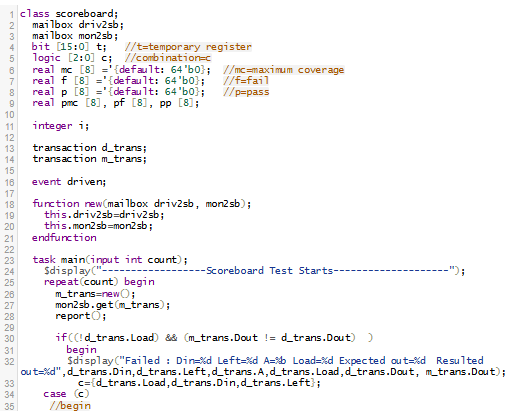 1 class scoreboard;
2 mailbox driv2sb;
3 mailbox mon2sb;
4 bit [15:0] t; //t=temporary register
5 logic [2:0] c; //combination=c
6 real mc [8] ='{default: 64'b0}; //mc=maximum coverage
7 real f [8] ='{default: 64'b0}; //f=fail
8 real p [8] ='{default: 64'b0}; //p=pass
9 real pmc [8], pf [8], pp [8];
10
11 integer i;
12
13 transaction d_trans;
14 transaction m_trans;
15
16 event driven;
17
18 function new(mailbox driv2sb, mon2sb);
19 this.driv2sb=driv2sb;
20 this.mon2sb=mon2sb;
21 endfunction
22
23 task main(input int count);
24 $display("------------------Scoreboard Test Starts--------------------");
25 repeat(count) begin
26 m_trans=new();
27 mon2sb.get(m_trans);
28 report();
29
30 if((!d_trans.Load) && (m_trans.Dout != d_trans.Dout) )
31 begin
32 $display("Failed : Din=%d Left=%d A=%b Load=%d Expected out=%d Resulted
out=%d",d_trans.Din,d_trans.Left,d_trans.A,d_trans.Load,d_trans.Dout, m_trans.Dout);
33 c={d_trans.Load,d_trans.Din,d_trans.Left};
34 case (c)
35 //begin